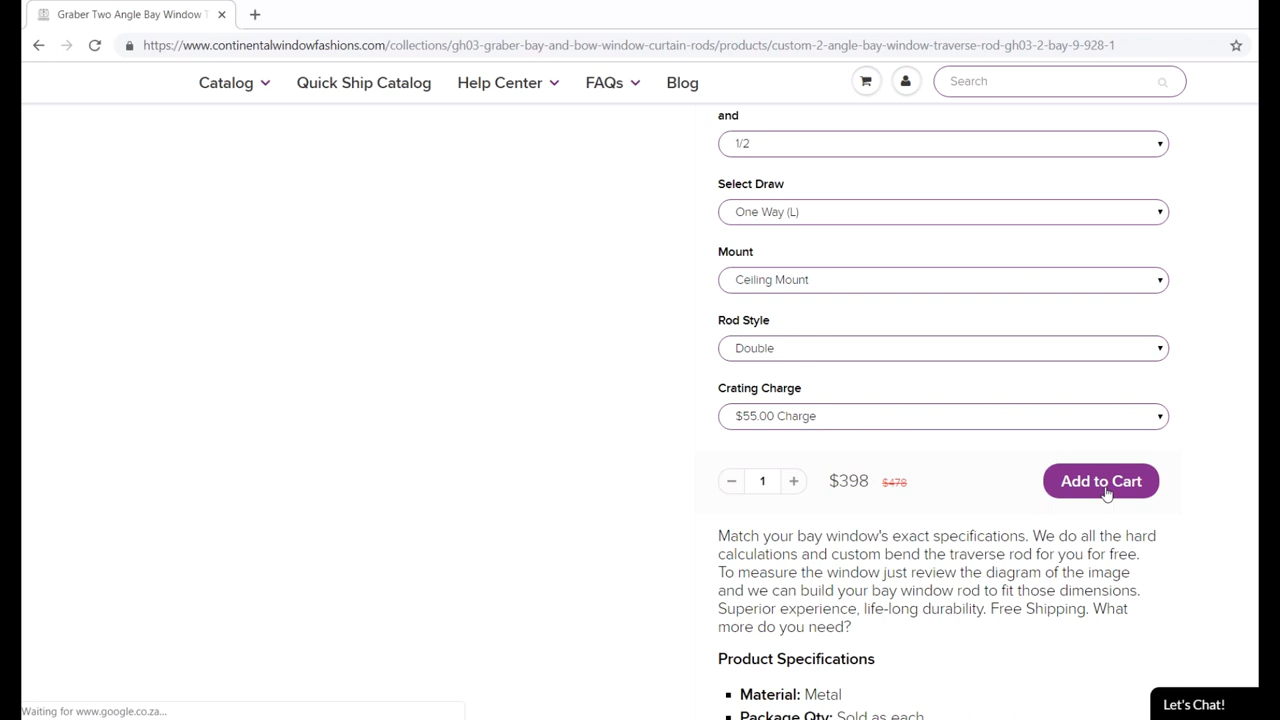 Graber Two Angle Bay Window T
https://www.continentalwindowfashions.com/collections/gh03-graber-bay-and-bow-window-curtain-rods/products/custom-2-angle-bay-window-traverse-rod-gh03-2-bay-9-928-1
Catalog Quick Ship Catalog Help Center FAQs Blog Search
and
1/2
Select Draw
One Way (L)
Mount
Ceiling Mount
Rod Style
Double
Crating Charge
$55.00 Charge
1 $398 $478 Add to Cart
Match your bay window's exact specifications. We do all the hard
calculations and custom bend the traverse rod for you for free.
To measure the window just review the diagram of the image
and we can build your bay window rod to fit those dimensions.
Superior experience, life-long durability. Free Shipping. What
more do you need?
Product Specifications
Material: Metal
Package Qty: Sold as each
Let's Chat!
Waiting for www.google.co.za...